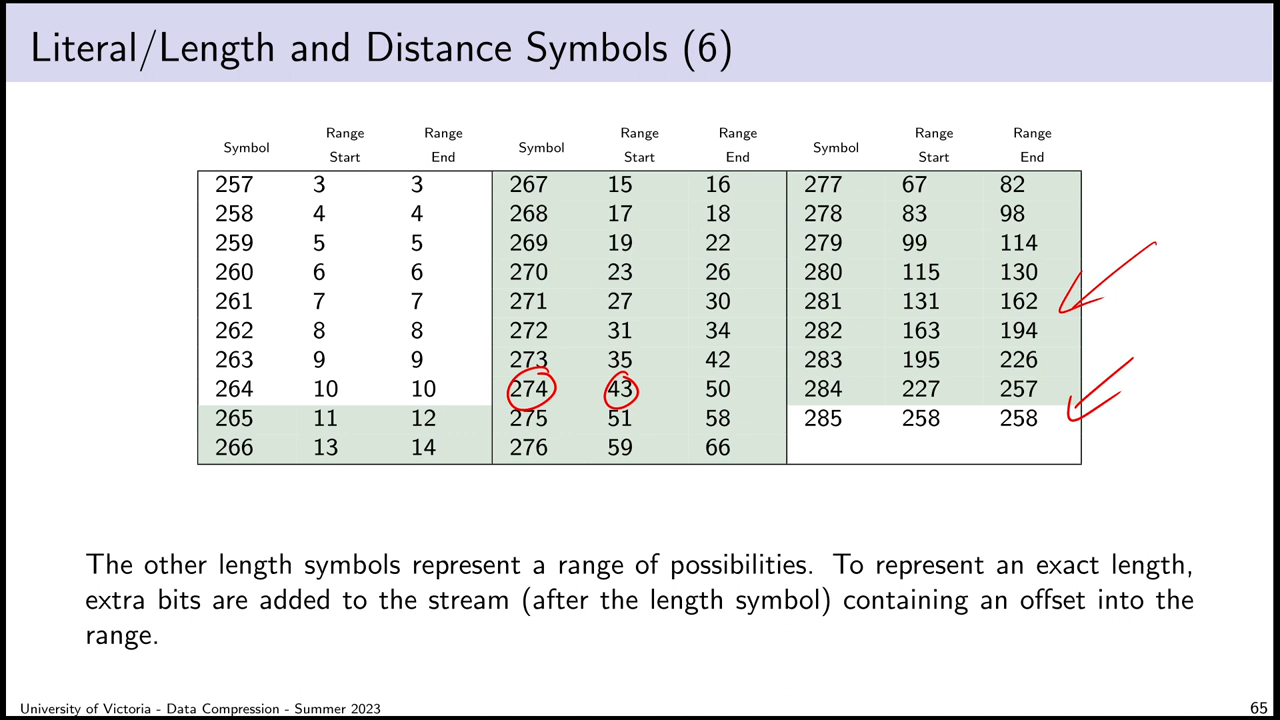 Literal/Length and Distance Symbols (6)
Symbol Range Start Range End Symbol Range Start Range End Symbol Range Start Range End
257 3 3 267 15 16 277 67 82
258 4 4 268 17 18 278 83 98
259 5 5 269 19 22 279 99 114
260 6 6 270 23 26 280 115 130
261 7 7 271 27 30 281 131 162
262 8 8 272 31 34 282 163 194
263 9 9 273 35 42 283 195 226
264 10 10 274 43 50 284 227 257
265 11 12 275 51 58 285 258 258
266 13 14 276 59 66
The other length symbols represent a range of possibilities. To represent an exact length,
extra bits are added to the stream (after the length symbol) containing an offset into the
range.
University of Victoria - Data Compression - Summer 2023
65